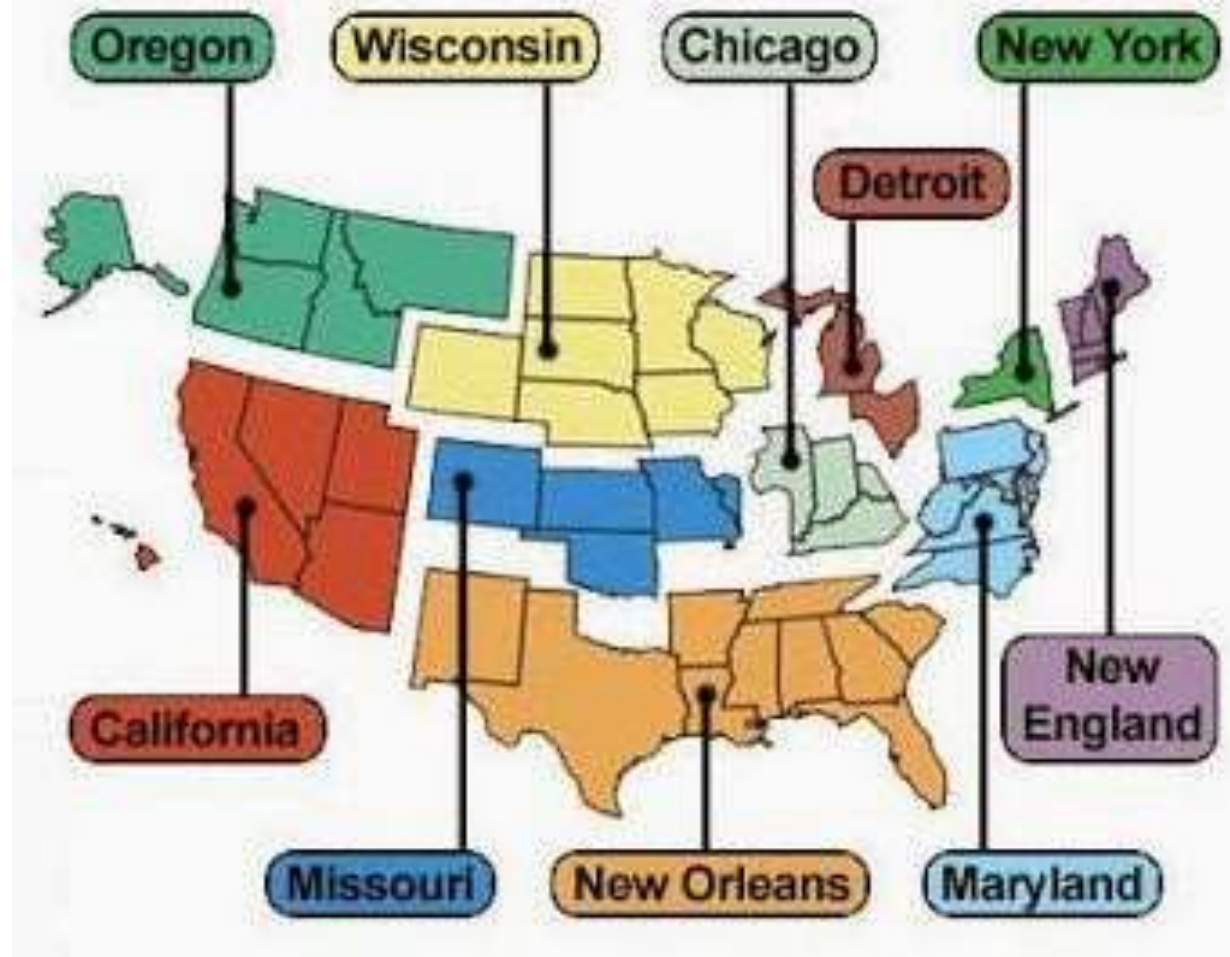 Oregon
Wisconsin
Chicago
New York
Detroit
California
New
England
Missouri
New Orleans
Maryland